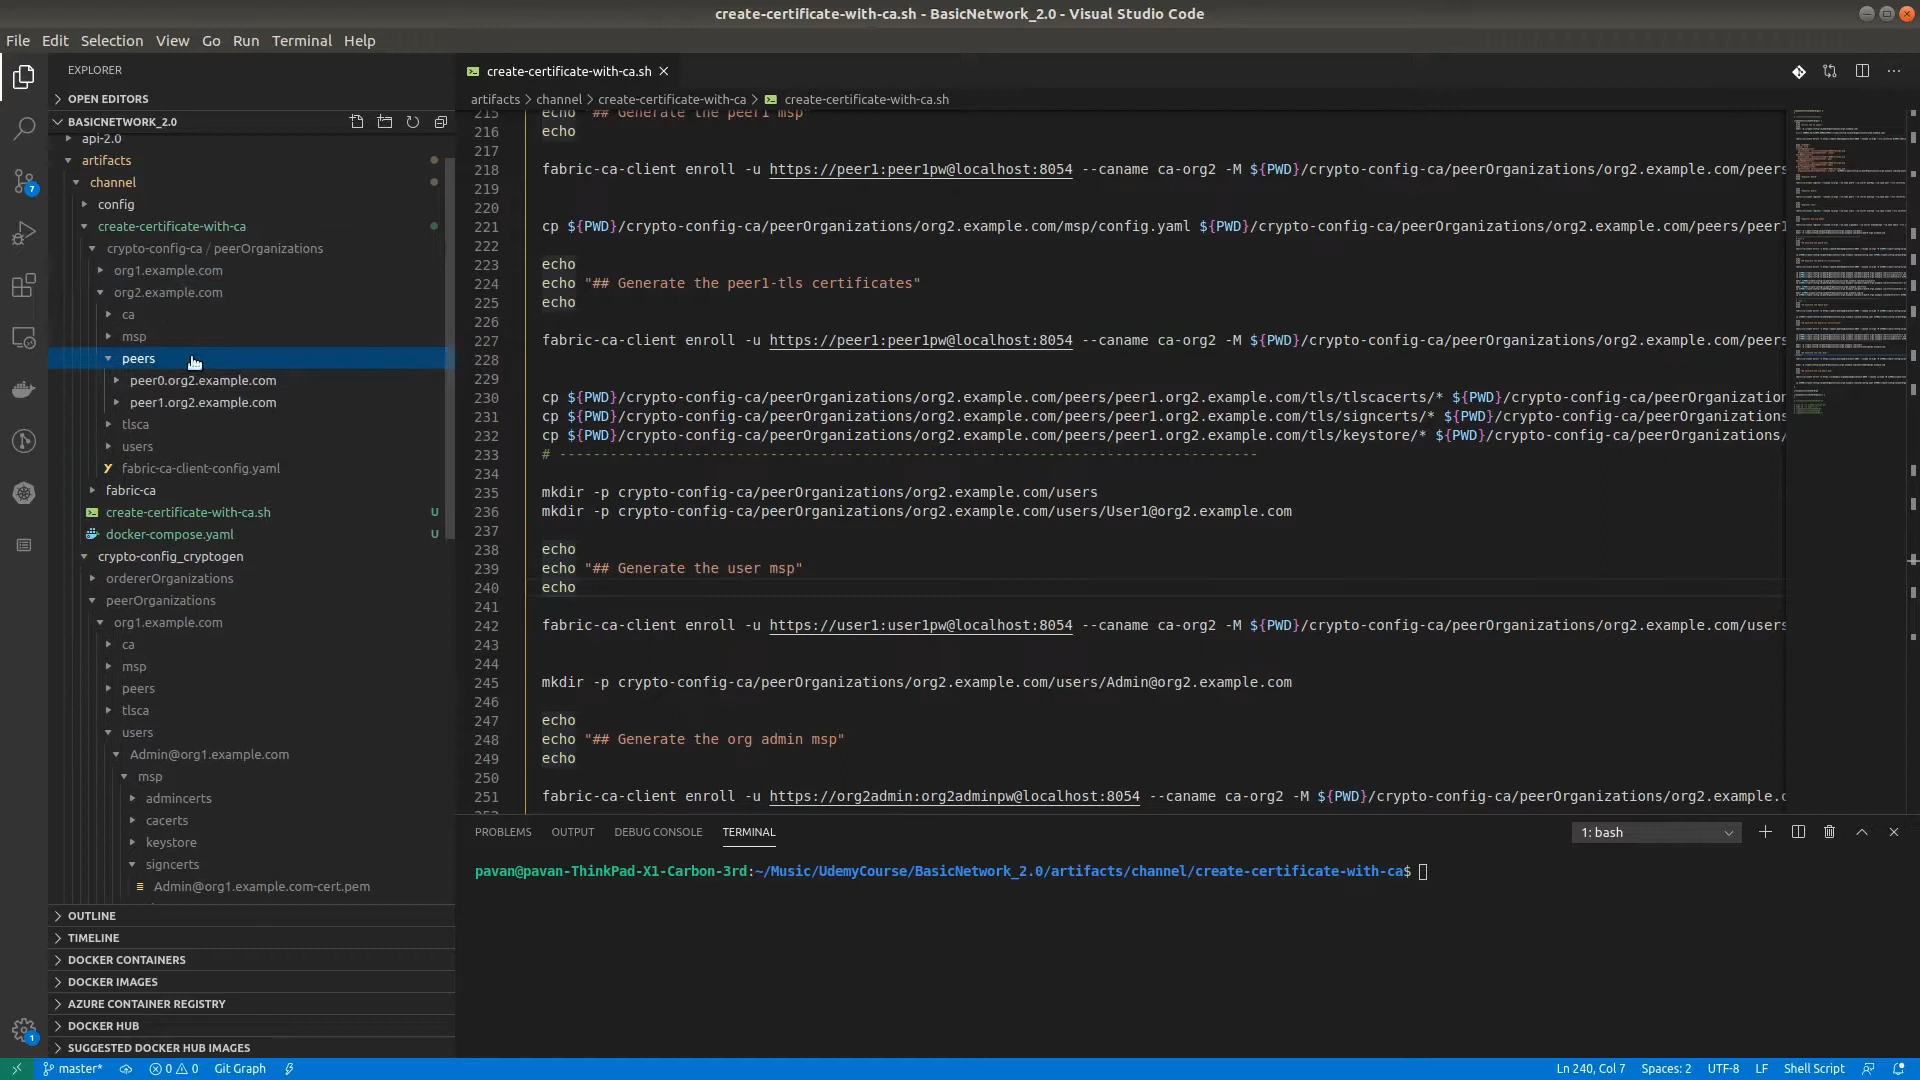 create-certificate-with-ca.sh - BasicNetwork_2.0 - Visual Studio Code
File Edit Selection View Go Run Terminal Help
EXPLORER
OPEN EDITORS
BASICNETWORK_2.0
api-2.0
artifacts
channel
config
create-certificate-with-ca
crypto-config-ca / peerOrganizations
org1.example.com
org2.example.com
ca
msp
peers
peer0.org2.example.com
peer1.org2.example.com
tlsca
users
fabric-ca-client-config.yaml
fabric-ca
create-certificate-with-ca.sh U
docker-compose.yaml U
crypto-config_cryptogen
ordererOrganizations
peerOrganizations
org1.example.com
ca
msp
peers
tlsca
users
Admin@org1.example.com
msp
admincerts
cacerts
keystore
signcerts
Admin@org1.example.com-cert.pem
OUTLINE
TIMELINE
DOCKER CONTAINERS
DOCKER IMAGES
AZURE CONTAINER REGISTRY
DOCKER HUB
SUGGESTED DOCKER HUB IMAGES
7
1
create-certificate-with-ca.sh
artifacts > channel > create-certificate-with-ca > create-certificate-with-ca.sh
215 echo "## Generate the peer1 msp"
216 echo
217
218 fabric-ca-client enroll -u https://peer1:peer1pw@localhost:8054 --caname ca-org2 -M ${PWD}/crypto-config-ca/peerOrganizations/org2.example.com/peers
219
220
221 cp ${PWD}/crypto-config-ca/peerOrganizations/org2.example.com/msp/config.yaml ${PWD}/crypto-config-ca/peerOrganizations/org2.example.com/peers/peer1
222
223 echo
224 echo "## Generate the peer1-tls certificates"
225 echo
226
227 fabric-ca-client enroll -u https://peer1:peer1pw@localhost:8054 --caname ca-org2 -M ${PWD}/crypto-config-ca/peerOrganizations/org2.example.com/peers
228
229
230 cp ${PWD}/crypto-config-ca/peerOrganizations/org2.example.com/peers/peer1.org2.example.com/tls/tlscacerts/* ${PWD}/crypto-config-ca/peerOrganization
231 cp ${PWD}/crypto-config-ca/peerOrganizations/org2.example.com/peers/peer1.org2.example.com/tls/signcerts/* ${PWD}/crypto-config-ca/peerOrganizations
232 cp ${PWD}/crypto-config-ca/peerOrganizations/org2.example.com/peers/peer1.org2.example.com/tls/keystore/* ${PWD}/crypto-config-ca/peerOrganizations/
233 # -----------------------------------------------------------------------------------
234
235 mkdir -p crypto-config-ca/peerOrganizations/org2.example.com/users
236 mkdir -p crypto-config-ca/peerOrganizations/org2.example.com/users/User1@org2.example.com
237
238 echo
239 echo "## Generate the user msp"
240 echo
241
242 fabric-ca-client enroll -u https://user1:user1pw@localhost:8054 --caname ca-org2 -M ${PWD}/crypto-config-ca/peerOrganizations/org2.example.com/users
243
244
245 mkdir -p crypto-config-ca/peerOrganizations/org2.example.com/users/Admin@org2.example.com
246
247 echo
248 echo "## Generate the org admin msp"
249 echo
250
251 fabric-ca-client enroll -u https://org2admin:org2adminpw@localhost:8054 --caname ca-org2 -M ${PWD}/crypto-config-ca/peerOrganizations/org2.example.c
PROBLEMS OUTPUT DEBUG CONSOLE TERMINAL 1: bash
pavan@pavan-ThinkPad-X1-Carbon-3rd:~/Music/UdemyCourse/BasicNetwork_2.0/artifacts/channel/create-certificate-with-ca$
master* 0 0 Git Graph Ln 240, Col 7 Spaces: 2 UTF-8 LF Shell Script